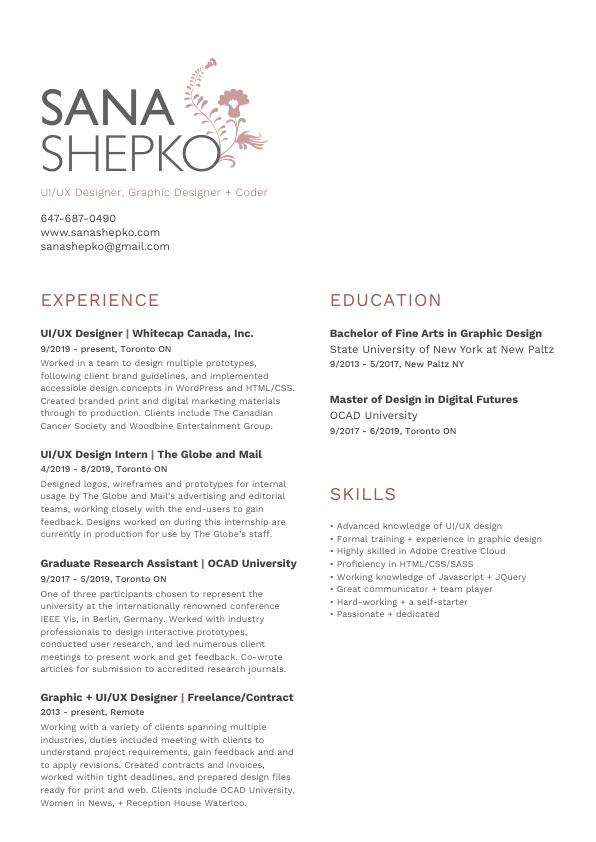 SANA
SHEPKO
UI/UX Designer, Graphic Designer + Coder
647-687-0490
www.sanashepko.com
sanashepko@gmail.com
EXPERIENCE
UI/UX Designer | Whitecap Canada, Inc.
9/2019 - present, Toronto ON
Worked in a team to design multiple prototypes,
following client brand guidelines, and implemented
accessible design concepts in WordPress and HTML/CSS.
Created branded print and digital marketing materials
through to production. Clients include The Canadian
Cancer Society and Woodbine Entertainment Group.
UI/UX Design Intern | The Globe and Mail
4/2019 - 8/2019, Toronto ON
Designed logos, wireframes and prototypes for internal
usage by The Globe and Mail's advertising and editorial
teams, working closely with the end-users to gain
feedback. Designs worked on during this internship are
currently in production for use by The Globe's staff.
Graduate Research Assistant | OCAD University
9/2017 - 5/2019, Toronto ON
One of three participants chosen to represent the
university at the internationally renowned conference
IEEE Vis, in Berlin, Germany. Worked with industry
professionals to design interactive prototypes,
conducted user research, and led numerous client
meetings to present work and get feedback. Co-wrote
articles for submission to accredited research journals.
Graphic + UI/UX Designer | Freelance/Contract
2013 - present, Remote
Working with a variety of clients spanning multiple
industries, duties included meeting with clients to
understand project requirements, gain feedback and and
to apply revisions. Created contracts and invoices,
worked within tight deadlines, and prepared design files
ready for print and web. Clients include OCAD University,
Women in News, + Reception House Waterloo.
EDUCATION
Bachelor of Fine Arts in Graphic Design
State University of New York at New Paltz
9/2013 - 5/2017, New Paltz NY
Master of Design in Digital Futures
OCAD University
9/2017 - 6/2019, Toronto ON
SKILLS
• Advanced knowledge of UI/UX design
• Formal training + experience in graphic design
• Highly skilled in Adobe Creative Cloud
• Proficiency in HTML/CSS/SASS
• Working knowledge of Javascript + JQuery
• Great communicator + team player
• Hard-working + a self-starter
• Passionate + dedicated